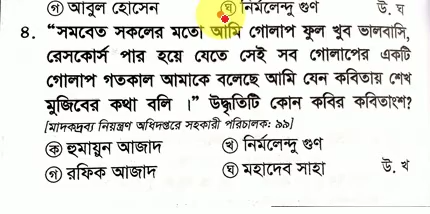 গ আবুল হোসেন ঘ নির্মলেন্দু গুণ উ. ঘ
৪. “সমবেত সকলের মতো আমি গোলাপ ফুল খুব ভালবাসি,
রেসকোর্স পার হয়ে যেতে সেই সব গোলাপের একটি
গোলাপ গতকাল আমাকে বলেছে আমি যেন কবিতায় শেখ
মুজিবের কথা বলি ।” উদ্ধৃতিটি কোন কবির কবিতাংশ?
[মাদকদ্রব্য নিয়ন্ত্রণ অধিদপ্তরে সহকারী পরিচালক: ৯৯]
ক হুমায়ুন আজাদ খ নির্মলেন্দু গুণ
গ রফিক আজাদ ঘ মহাদেব সাহা উ. খ